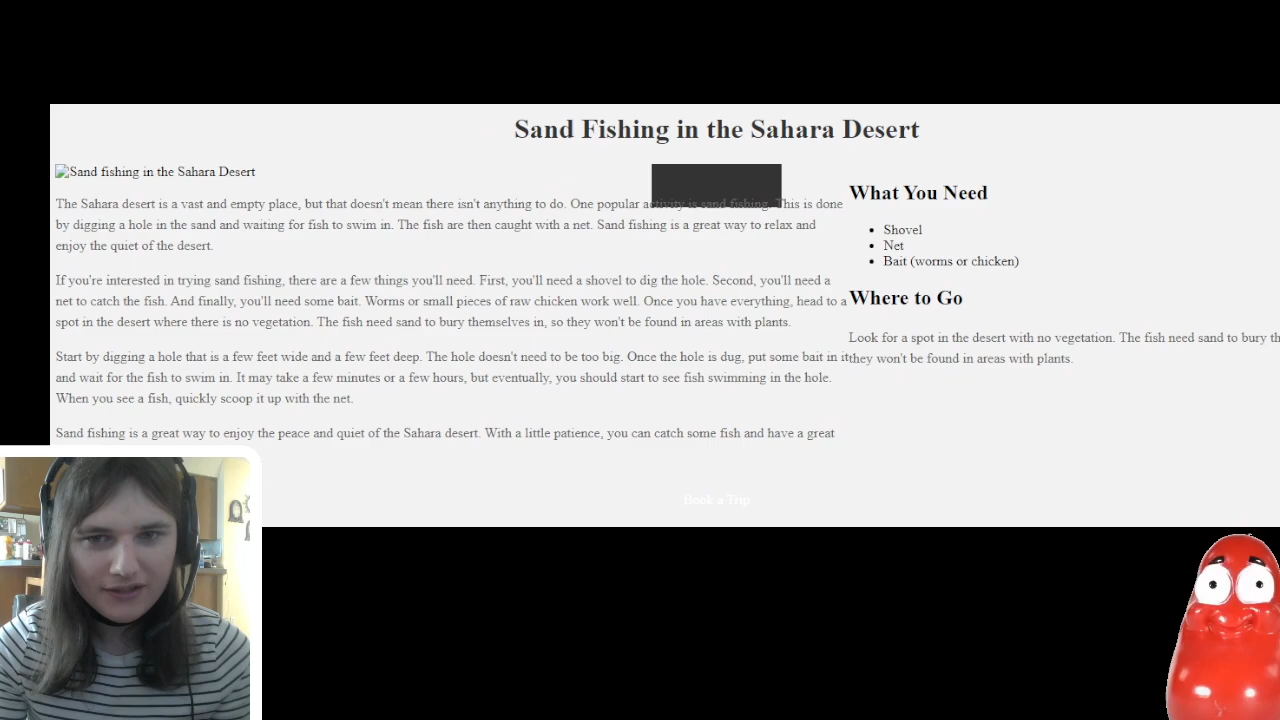 Sand Fishing in the Sahara Desert
Sand fishing in the Sahara Desert
The Sahara desert is a vast and empty place, but that doesn't mean there isn't anything to do. One popular activity is sand fishing. This is done
by digging a hole in the sand and waiting for fish to swim in. The fish are then caught with a net. Sand fishing is a great way to relax and
enjoy the quiet of the desert.
If you're interested in trying sand fishing, there are a few things you'll need. First, you'll need a shovel to dig the hole. Second, you'll need a
net to catch the fish. And finally, you'll need some bait. Worms or small pieces of raw chicken work well. Once you have everything, head to a
spot in the desert where there is no vegetation. The fish need sand to bury themselves in, so they won't be found in areas with plants.
Start by digging a hole that is a few feet wide and a few feet deep. The hole doesn't need to be too big. Once the hole is dug, put some bait in it
and wait for the fish to swim in. It may take a few minutes or a few hours, but eventually, you should start to see fish swimming in the hole.
When you see a fish, quickly scoop it up with the net.
Sand fishing is a great way to enjoy the peace and quiet of the Sahara desert. With a little patience, you can catch some fish and have a great
What You Need
Shovel
Net
Bait (worms or chicken)
Where to Go
Look for a spot in the desert with no vegetation. The fish need sand to bury th
they won't be found in areas with plants.
Book a Trip